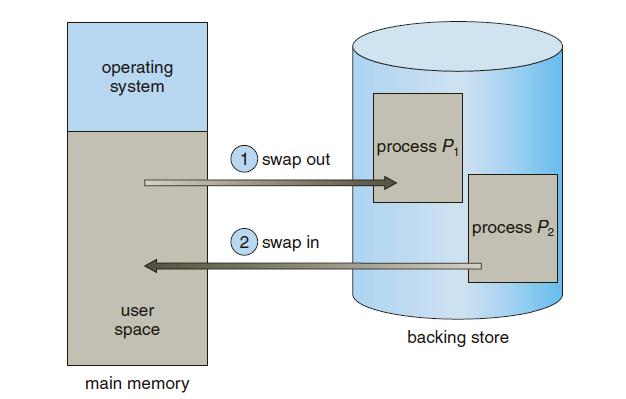 operating
system
1 swap out
process P1
process P2
2 swap in
user
space
backing store
main memory